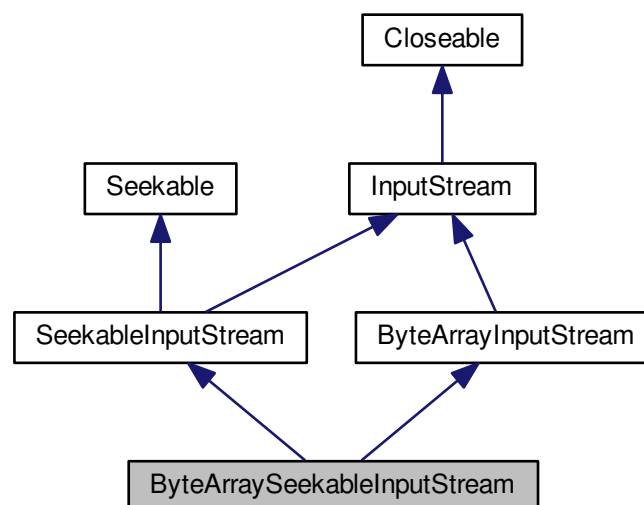 Closeable
Seekable
InputStream
SeekableInputStream
ByteArrayInputStream
ByteArraySeekableInputStream